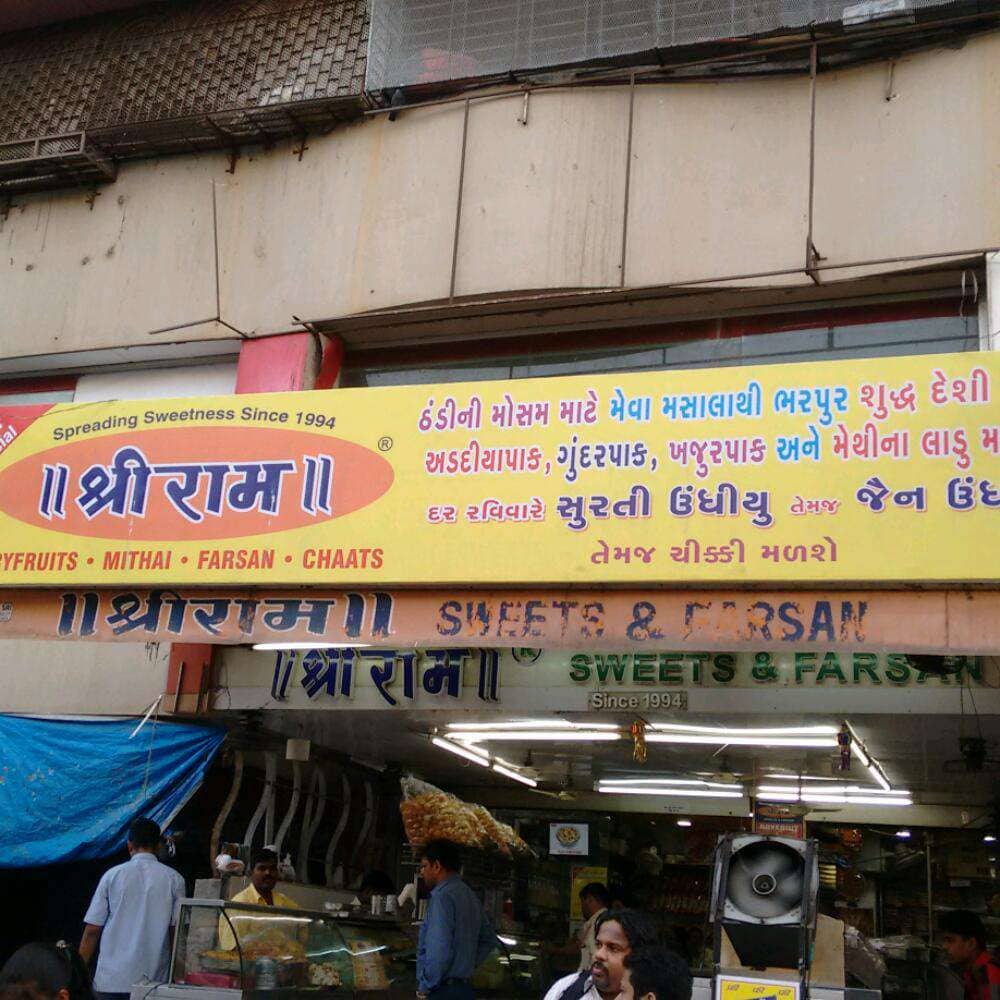 Spreading Sweetness Since 1994
॥ श्री राम ॥ ®
DRYFRUITS • MITHAI • FARSAN • CHAATS
ઠંડીની મોસમ માટે મેવા મસાલાથી ભરપુર શુદ્ધ દેશી
અડદીયાપાક, ગુંદરપાક, ખજુરપાક અને મેથીના લાડુ
દર રવિવારે સુરતી ઉંધીયુ તેમજ જૈન
તેમજ ચીક્કી મળશે
॥ श्री राम ॥ SWEETS & FARSAN
॥ श्री राम ॥ ® SWEETS & FARSAN
Since 1994